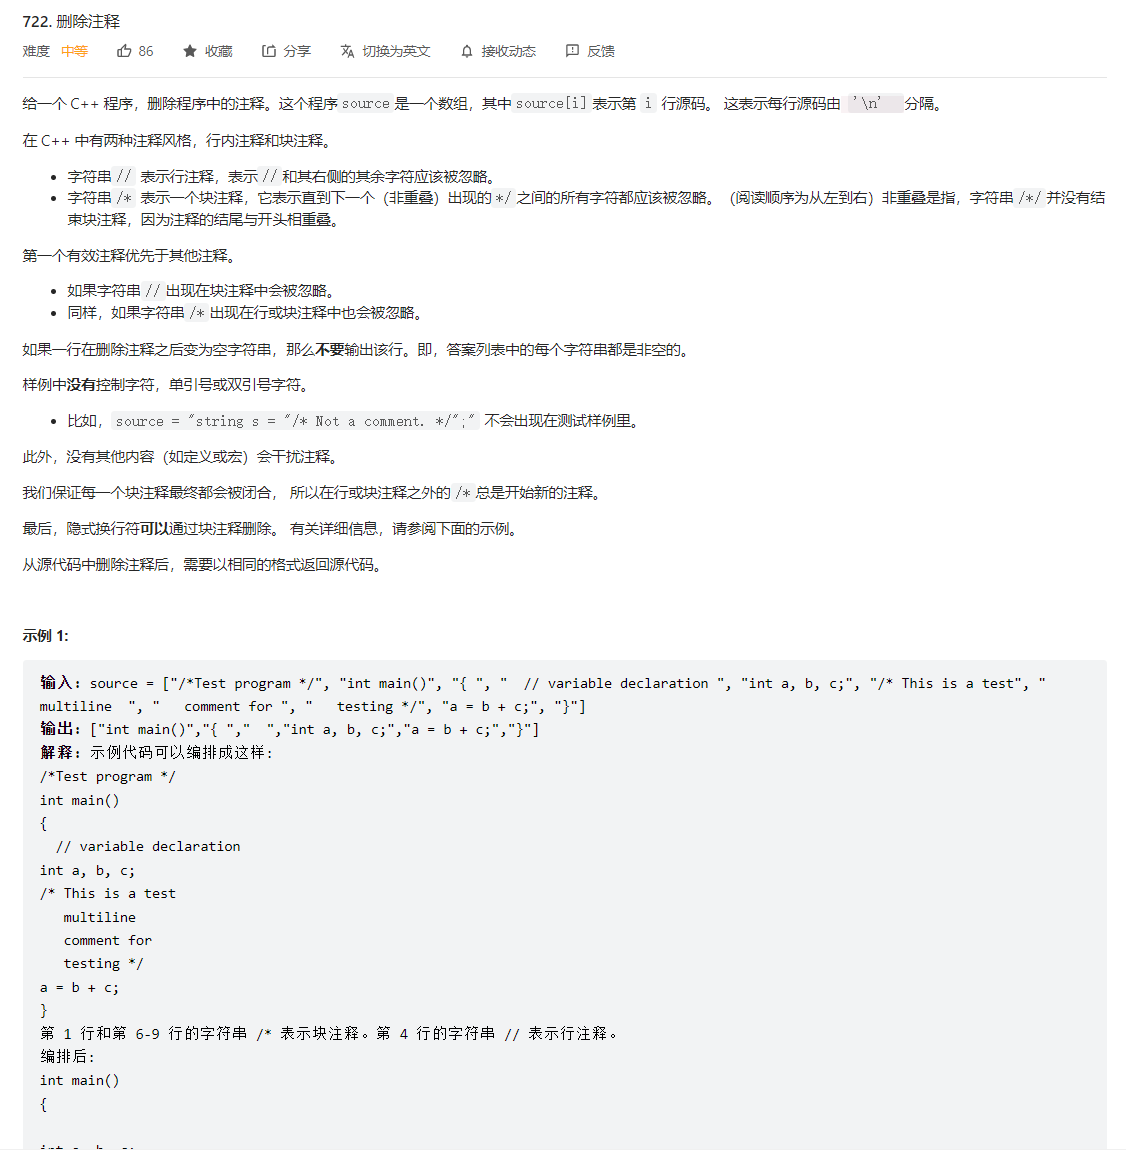 722. 删除注释
难度 中等 86 收藏 分享 切换为英文 接收动态 反馈
给一个 C++ 程序，删除程序中的注释。这个程序 source 是一个数组，其中 source[i] 表示第 i 行源码。 这表示每行源码由 '\n' 分隔。
在 C++ 中有两种注释风格，行内注释和块注释。
• 字符串 // 表示行注释，表示 // 和其右侧的其余字符应该被忽略。
• 字符串 /* 表示一个块注释，它表示直到下一个（非重叠）出现的 */ 之间的所有字符都应该被忽略。（阅读顺序为从左到右）非重叠是指，字符串 /*/ 并没有结
束块注释，因为注释的结尾与开头相重叠。
第一个有效注释优先于其他注释。
• 如果字符串 // 出现在块注释中会被忽略。
• 同样，如果字符串 /* 出现在行或块注释中也会被忽略。
如果一行在删除注释之后变为空字符串，那么不要输出该行。即，答案列表中的每个字符串都是非空的。
样例中没有控制字符，单引号或双引号字符。
• 比如， source = "string s = "/* Not a comment. */";" 不会出现在测试样例里。
此外，没有其他内容（如定义或宏）会干扰注释。
我们保证每一个块注释最终都会被闭合， 所以在行或块注释之外的 /* 总是开始新的注释。
最后，隐式换行符可以通过块注释删除。 有关详细信息，请参阅下面的示例。
从源代码中删除注释后，需要以相同的格式返回源代码。
示例 1:
输入: source = ["/*Test program */", "int main()", "{ ", "  // variable declaration ", "int a, b, c;", "/* This is a test", "
multiline  ", "   comment for ", "   testing */", "a = b + c;", "}"]
输出: ["int main()","{ ","  ","int a, b, c;","a = b + c;","}"]
解释: 示例代码可以编排成这样:
/*Test program */
int main()
{
  // variable declaration
int a, b, c;
/* This is a test
   multiline
   comment for
   testing */
a = b + c;
}
第 1 行和第 6-9 行的字符串 /* 表示块注释。第 4 行的字符串 // 表示行注释。
编排后:
int main()
{